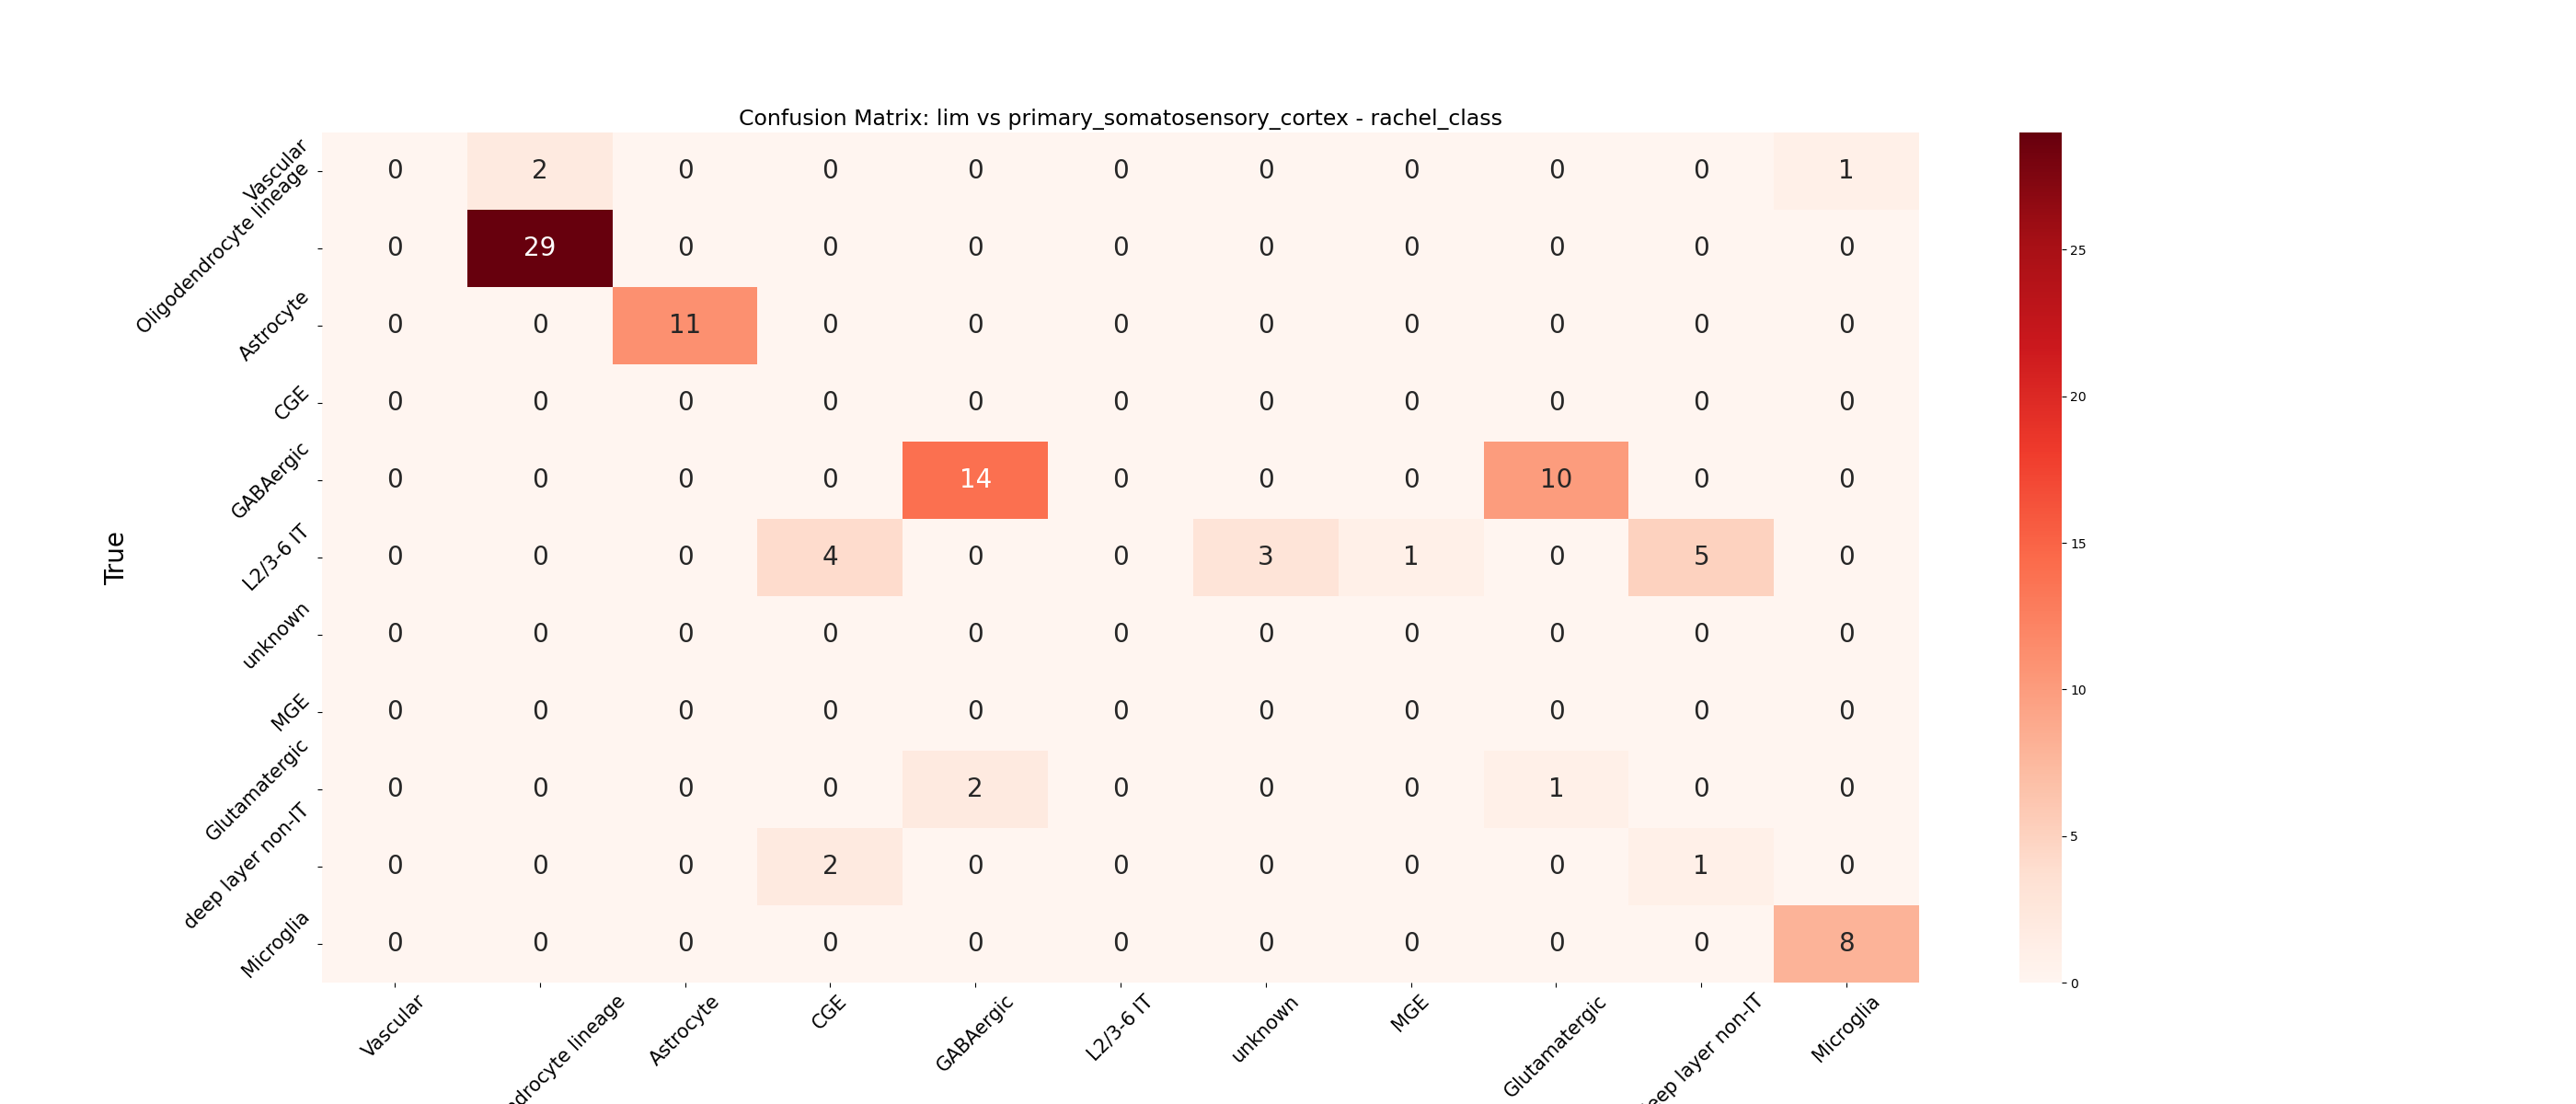 Confusion Matrix: lim vs primary_somatosensory_cortex - rachel_class
True
Vascular 0 2 0 0 0 0 0 0 0 0 1
Oligodendrocyte lineage 0 29 0 0 0 0 0 0 0 0 0
Astrocyte 0 0 11 0 0 0 0 0 0 0 0
CGE 0 0 0 0 0 0 0 0 0 0 0
GABAergic 0 0 0 0 14 0 0 0 10 0 0
L2/3-6 IT 0 0 0 4 0 0 3 1 0 5 0
unknown 0 0 0 0 0 0 0 0 0 0 0
MGE 0 0 0 0 0 0 0 0 0 0 0
Glutamatergic 0 0 0 0 2 0 0 0 1 0 0
deep layer non-IT 0 0 0 2 0 0 0 0 0 1 0
Microglia 0 0 0 0 0 0 0 0 0 0 8
Vascular ndrocyte lineage Astrocyte CGE GABAergic L2/3-6 IT unknown MGE Glutamatergic eep layer non-IT Microglia
25
20
15
10
5
0